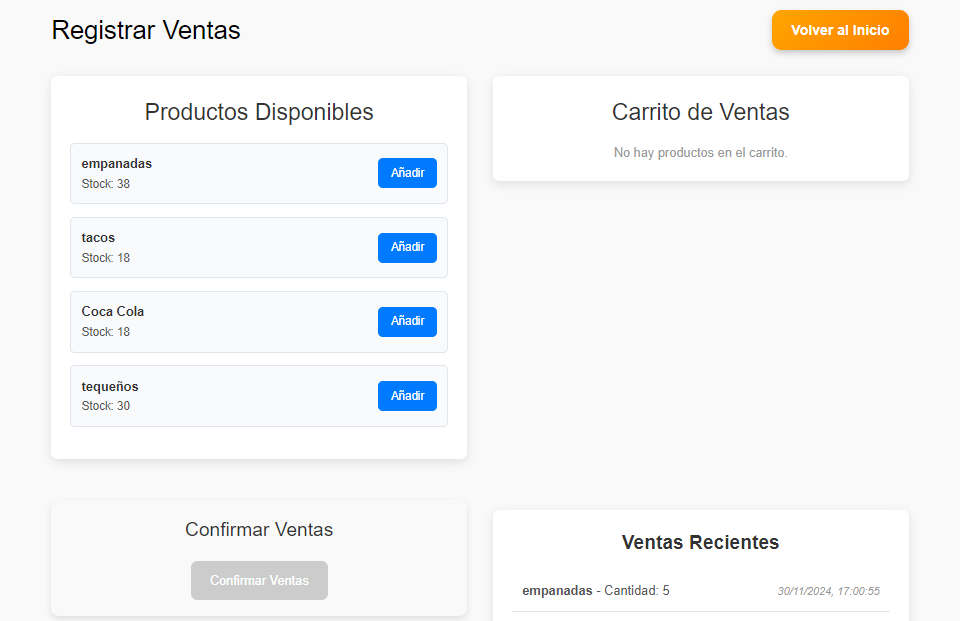 Registrar Ventas
Volver al Inicio
Productos Disponibles
empanadas
Stock: 38
Añadir
tacos
Stock: 18
Añadir
Coca Cola
Stock: 18
Añadir
tequeños
Stock: 30
Añadir
Carrito de Ventas
No hay productos en el carrito.
Confirmar Ventas
Confirmar Ventas
Ventas Recientes
empanadas - Cantidad: 5
30/11/2024, 17:00:55